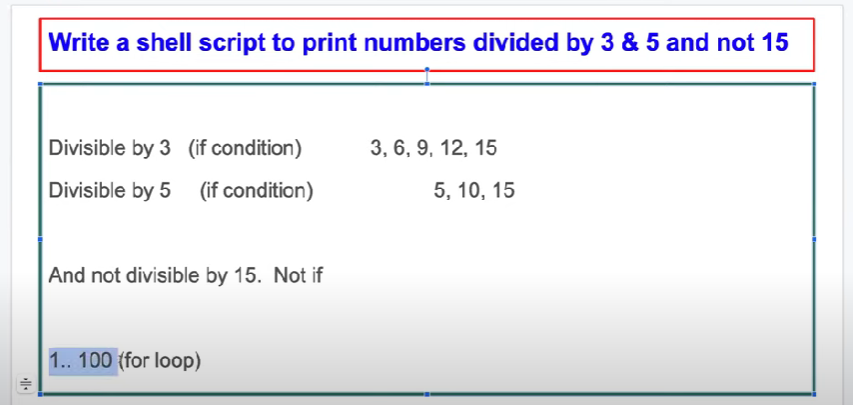 Write a shell script to print numbers divided by 3 & 5 and not 15
Divisible by 3 (if condition) 3, 6, 9, 12, 15
Divisible by 5 (if condition) 5, 10, 15
And not divisible by 15. Not if
1.. 100 (for loop)